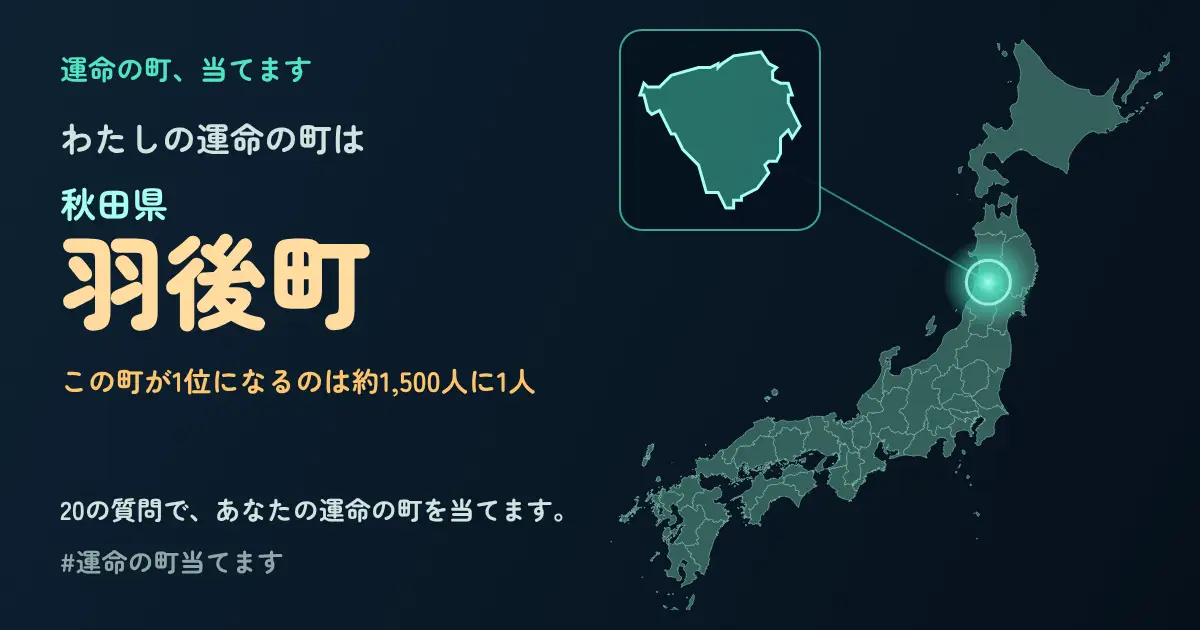 運命の町、当てます
わたしの運命の町は
秋田県
羽後町
この町が1位になるのは約1,500人に1人
20の質問で、あなたの運命の町を当てます。
#運命の町当てます